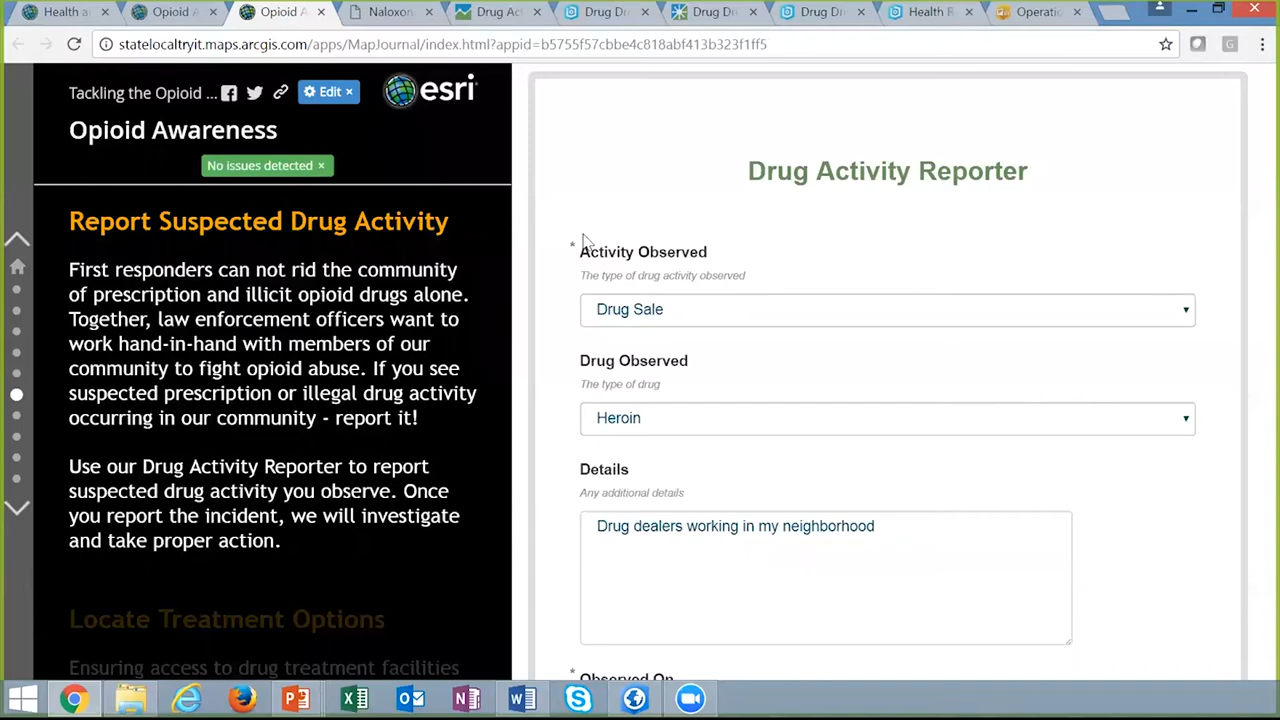 Health a
Opioid A
Opioid A
Naloxon
Drug Ac
Drug Dr
Drug De
Drug Dr
Health R
Operatio
statelocaltryit.maps.arcgis.com/apps/MapJournal/index.html?appid=b5755f57cbbe4c818abf413b323f1ff5
Tackling the Opioid ...
Edit ×
esri
Opioid Awareness
No issues detected ×
Report Suspected Drug Activity
First responders can not rid the community
of prescription and illicit opioid drugs alone.
Together, law enforcement officers want to
work hand-in-hand with members of our
community to fight opioid abuse. If you see
suspected prescription or illegal drug activity
occurring in our community - report it!
Use our Drug Activity Reporter to report
suspected drug activity you observe. Once
you report the incident, we will investigate
and take proper action.
Locate Treatment Options
Ensuring access to drug treatment facilities
Drug Activity Reporter
* Activity Observed
The type of drug activity observed
Drug Sale
Drug Observed
The type of drug
Heroin
Details
Any additional details
Drug dealers working in my neighborhood
* Observed On